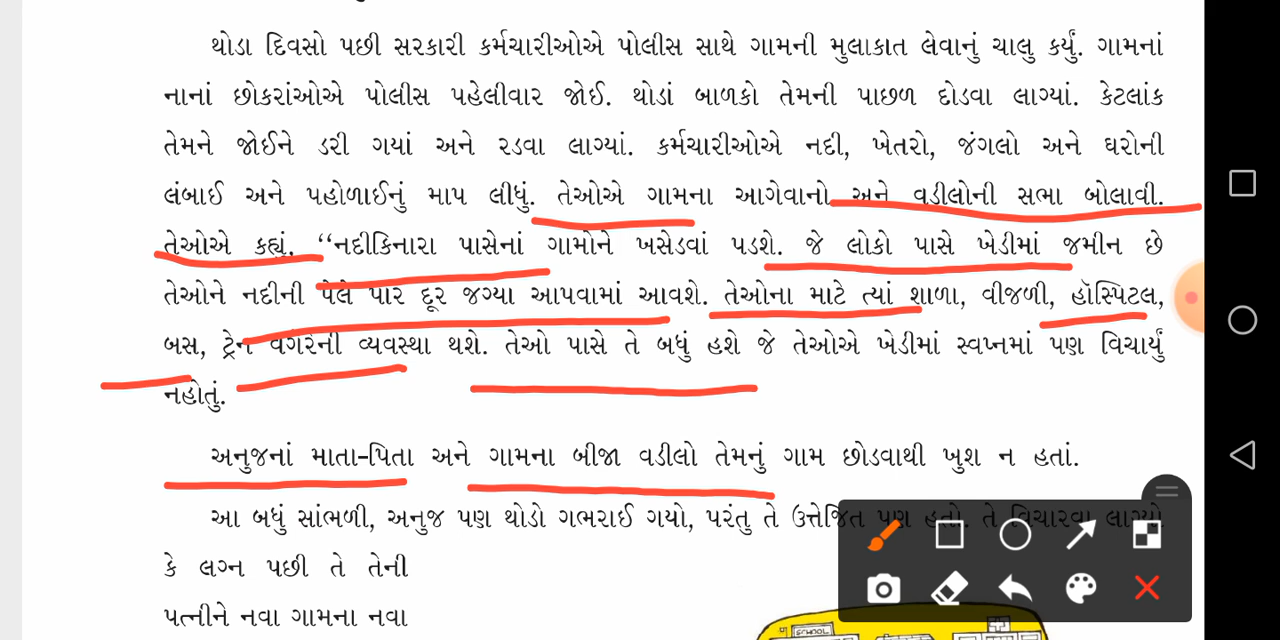 થોડા દિવસો પછી સરકારી કર્મચારીઓએ પોલીસ સાથે ગામની મુલાકાત લેવાનું ચાલુ કર્યું. ગામનાં
નાનાં છોકરાંઓએ પોલીસ પહેલીવાર જોઈ. થોડાં બાળકો તેમની પાછળ દોડવા લાગ્યાં. કેટલાંક
તેમને જોઈને ડરી ગયાં અને રડવા લાગ્યાં. કર્મચારીઓએ નદી, ખેતરો, જંગલો અને ઘરોની
લંબાઈ અને પહોળાઈનું માપ લીધું. તેઓએ ગામના આગેવાનો અને વડીલોની સભા બોલાવી.
તેઓએ કહ્યું, “નદીકિનારા પાસેનાં ગામોને ખસેડવાં પડશે. જે લોકો પાસે ખેડીમાં જમીન છે
તેઓને નદીની પેલે પાર દૂર જગ્યા આપવામાં આવશે. તેઓના માટે ત્યાં શાળા, વીજળી, હૉસ્પિટલ,
બસ, ટ્રેન વગેરેની વ્યવસ્થા થશે. તેઓ પાસે તે બધું હશે જે તેઓએ ખેડીમાં સ્વપ્નમાં પણ વિચાર્યું
નહોતું.
અનુજનાં માતા-પિતા અને ગામના બીજા વડીલો તેમનું ગામ છોડવાથી ખુશ ન હતાં.
આ બધું સાંભળી, અનુજ પણ થોડો ગભરાઈ ગયો, પરંતુ તે ઉત્તેજિત પણ હતો. તે વિચારવા લાગ્યો
કે લગ્ન પછી તે તેની
પત્નીને નવા ગામના નવા
SCHOOL